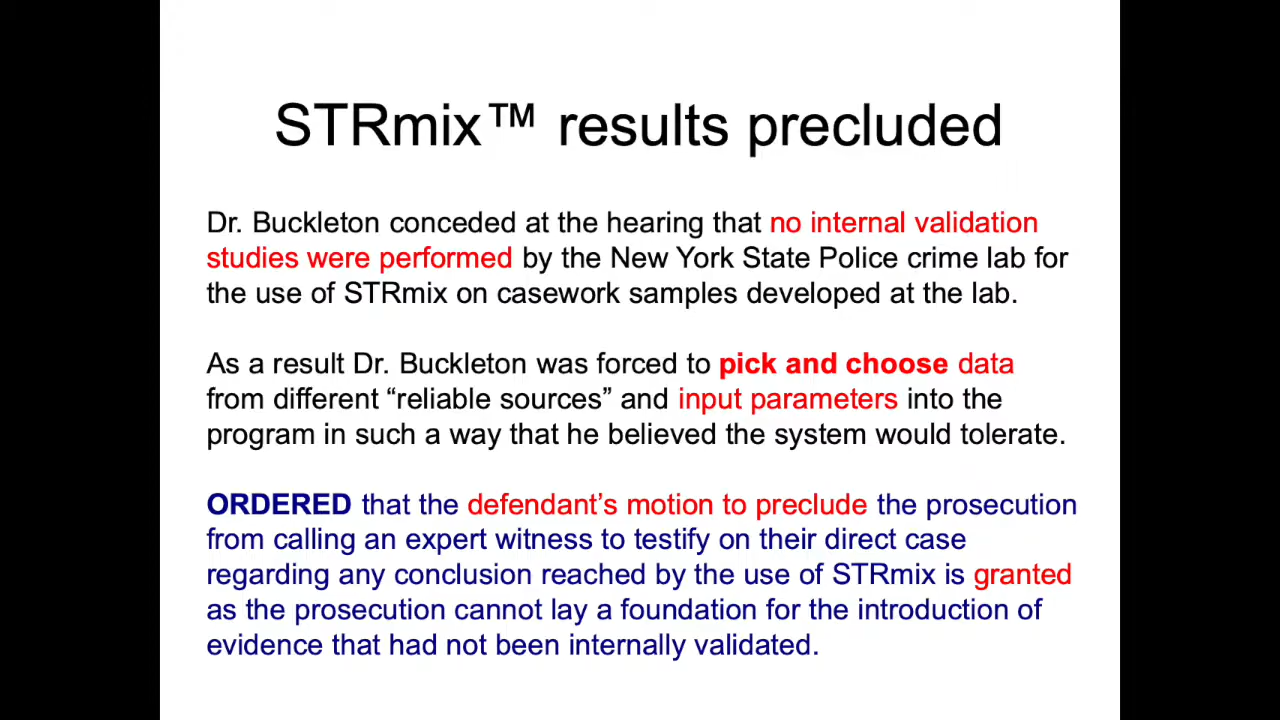 STRmix™ results precluded
Dr. Buckleton conceded at the hearing that no internal validation
studies were performed by the New York State Police crime lab for
the use of STRmix on casework samples developed at the lab.
As a result Dr. Buckleton was forced to pick and choose data
from different “reliable sources” and input parameters into the
program in such a way that he believed the system would tolerate.
ORDERED that the defendant’s motion to preclude the prosecution
from calling an expert witness to testify on their direct case
regarding any conclusion reached by the use of STRmix is granted
as the prosecution cannot lay a foundation for the introduction of
evidence that had not been internally validated.